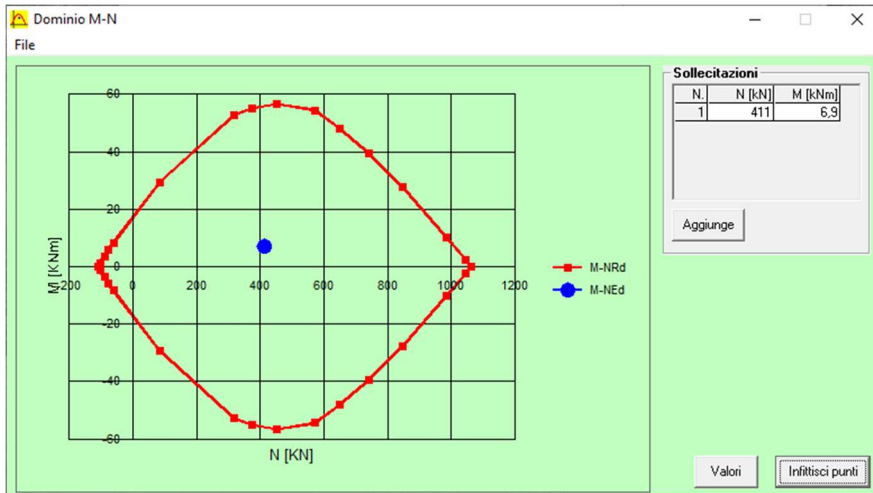 Dominio M-N
File
60
40
20
0
-20
-40
-60
-200 0 200 400 600 800 1000 1200
M [KNm]
N [KN]
M-NRd
M-NEd
Sollecitazioni
N. N [kN] M [kNm]
1 411 6,9
Aggiunge
Valori Infittisci punti